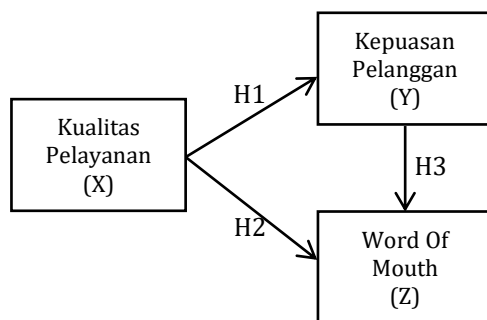 Kepuasan
Pelanggan
(Y)
H1
Kualitas
Pelayanan
(X)
H3
H2
Word Of
Mouth
(Z)